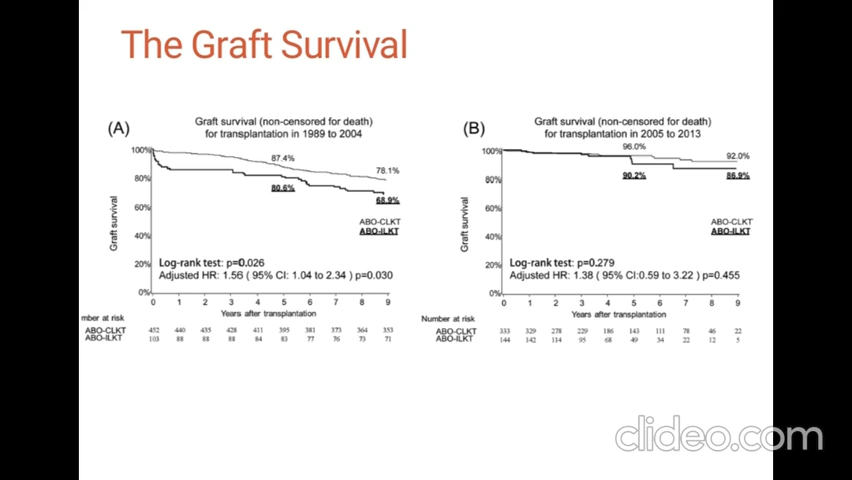 The Graft Survival
(A)
Graft survival (non-censored for death)
for transplantation in 1989 to 2004
100%
80%
60%
40%
20%
0%
Graft survival
87.4%
78.1%
80.6%
68.9%
ABO-CLKT
ABO-ILKT
Log-rank test: p=0.026
Adjusted HR: 1.56 ( 95% CI: 1.04 to 2.34 ) p=0.030
0 1 2 3 4 5 6 7 8 9
Years after transplantation
mber at risk
ABO-CLKT 452 440 435 428 411 395 381 373 364 353
ABO-ILKT 103 88 88 88 84 83 77 76 73 71
(B)
Graft survival (non-censored for death)
for transplantation in 2005 to 2013
100%
80%
60%
40%
20%
0%
Graft survival
96.0%
92.0%
90.2%
86.9%
ABO-CLKT
ABO-ILKT
Log-rank test: p=0.279
Adjusted HR: 1.38 ( 95% CI:0.59 to 3.22 ) p=0.455
0 1 2 3 4 5 6 7 8 9
Years after transplantation
Number at risk
ABO-CLKT 333 329 278 229 186 143 111 78 46 22
ABO-ILKT 144 142 114 95 68 49 34 22 12 5
clideo.com